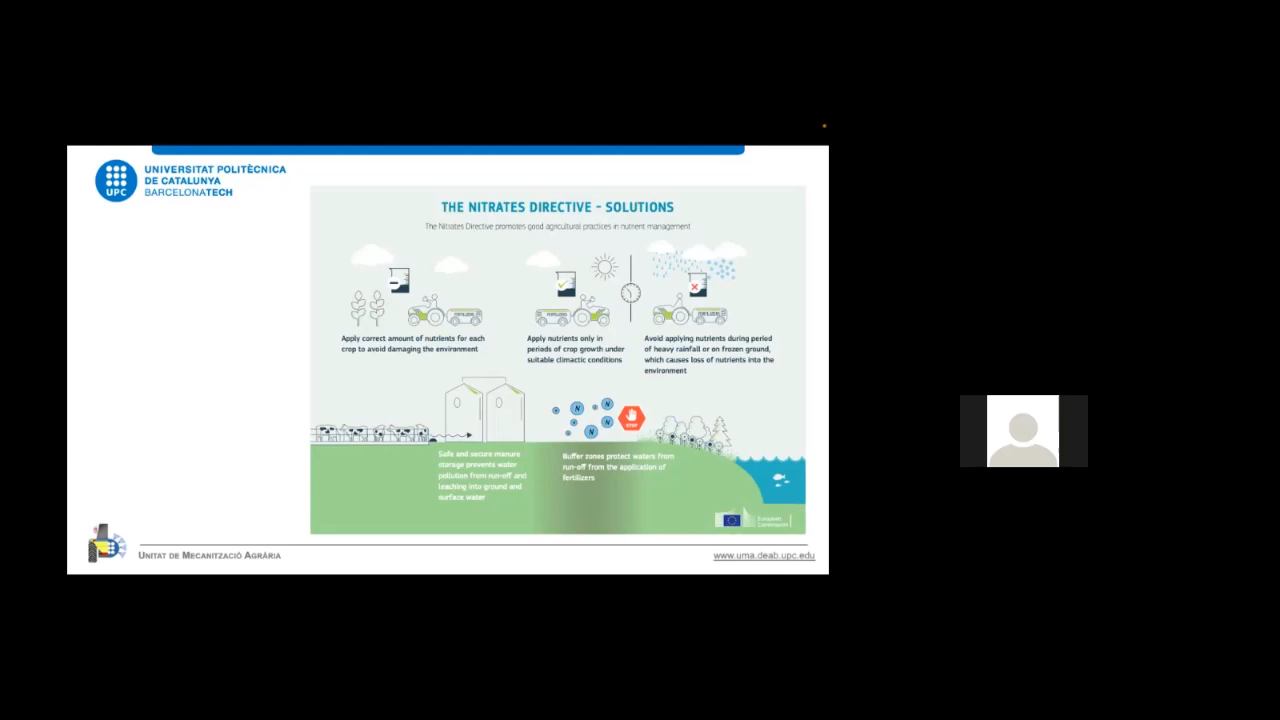 UNIVERSITAT POLITÈCNICA
DE CATALUNYA
BARCELONATECH
UPC
THE NITRATES DIRECTIVE - SOLUTIONS
The Nitrates Directive promotes good agricultural practices in nutrient management
FERTILIZERS
FERTILIZERS
FERTILIZERS
Apply correct amount of nutrients for each
crop to avoid damaging the environment
Apply nutrients only in
periods of crop growth under
suitable climactic conditions
Avoid applying nutrients during period
of heavy rainfall or on frozen ground,
which causes loss of nutrients into the
environment
N
N
N
N
STOP
Safe and secure manure
storage prevents water
pollution from run-off and
leaching into ground and
surface water
Buffer zones protect waters from
run-off from the application of
fertilizers
European
Commission
UNITAT DE MECANITZACIÓ AGRÀRIA
www.uma.deab.upc.edu